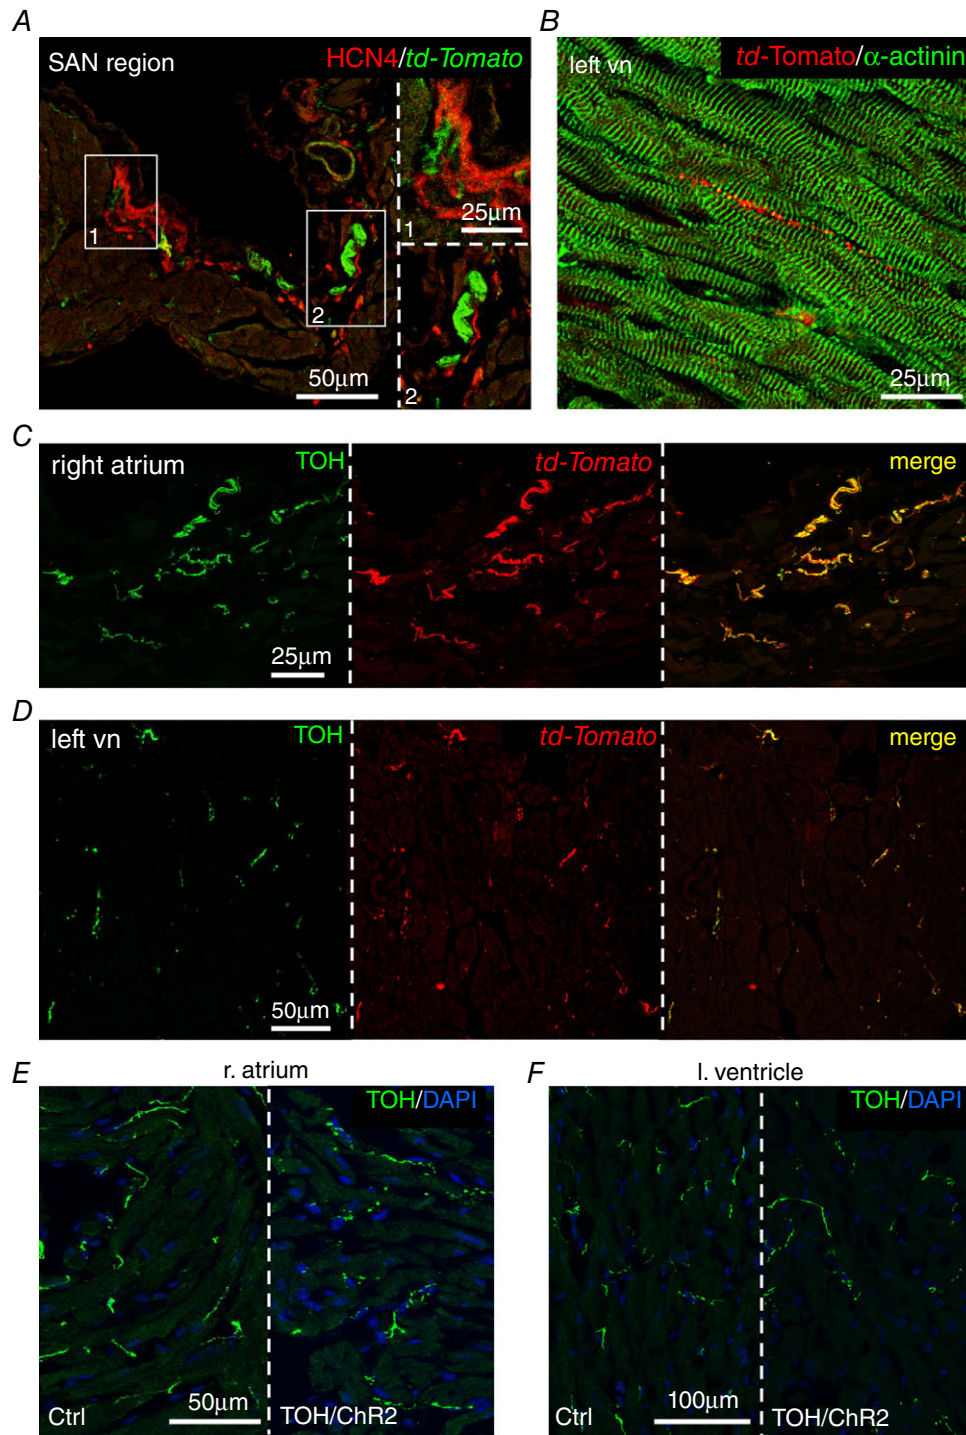 A
SAN region
HCN4/td-Tomato
1
2
50μm
25μm
1
2
B
left vn
td-Tomato/α-actinin
25μm
C
right atrium
TOH
td-Tomato
merge
25μm
D
left vn
TOH
td-Tomato
merge
50μm
E
r. atrium
TOH/DAPI
Ctrl
50μm
TOH/ChR2
F
l. ventricle
TOH/DAPI
Ctrl
100μm
TOH/ChR2